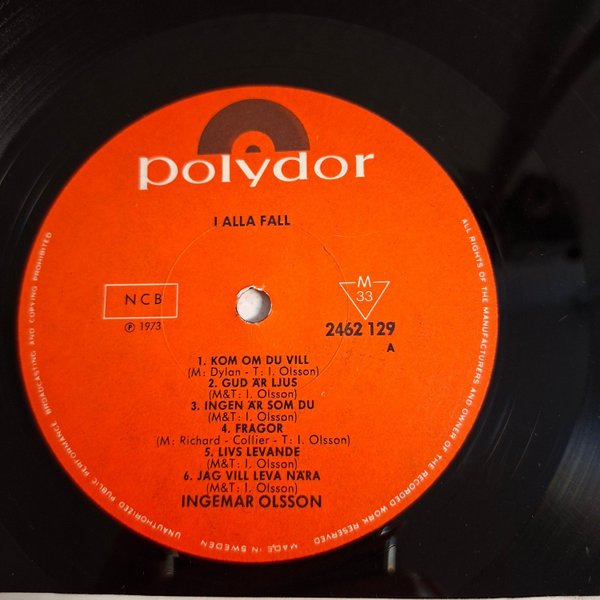 polydor
I ALLA FALL
NCB
℗ 1973
M
33
2462 129
A
1. KOM OM DU VILL
(M: Dylan - T: I. Olsson)
2. GUD ÄR LJUS
(M&T: I. Olsson)
3. INGEN ÄR SOM DU
(M&T: I. Olsson)
4. FRAGOR
(M: Richard - Collier - T: I. Olsson)
5. LIVS LEVANDE
(M&T: I. Olsson)
6. JAG VILL LEVA NÄRA
(M&T: I. Olsson)
INGEMAR OLSSON
ALL RIGHTS OF THE MANUFACTURERS AND OWNER OF THE RECORDED WORK RESERVED
UNAUTHORIZED PUBLIC PERFORMANCE BROADCASTING AND COPYING PROHIBITED
MADE IN SWEDEN